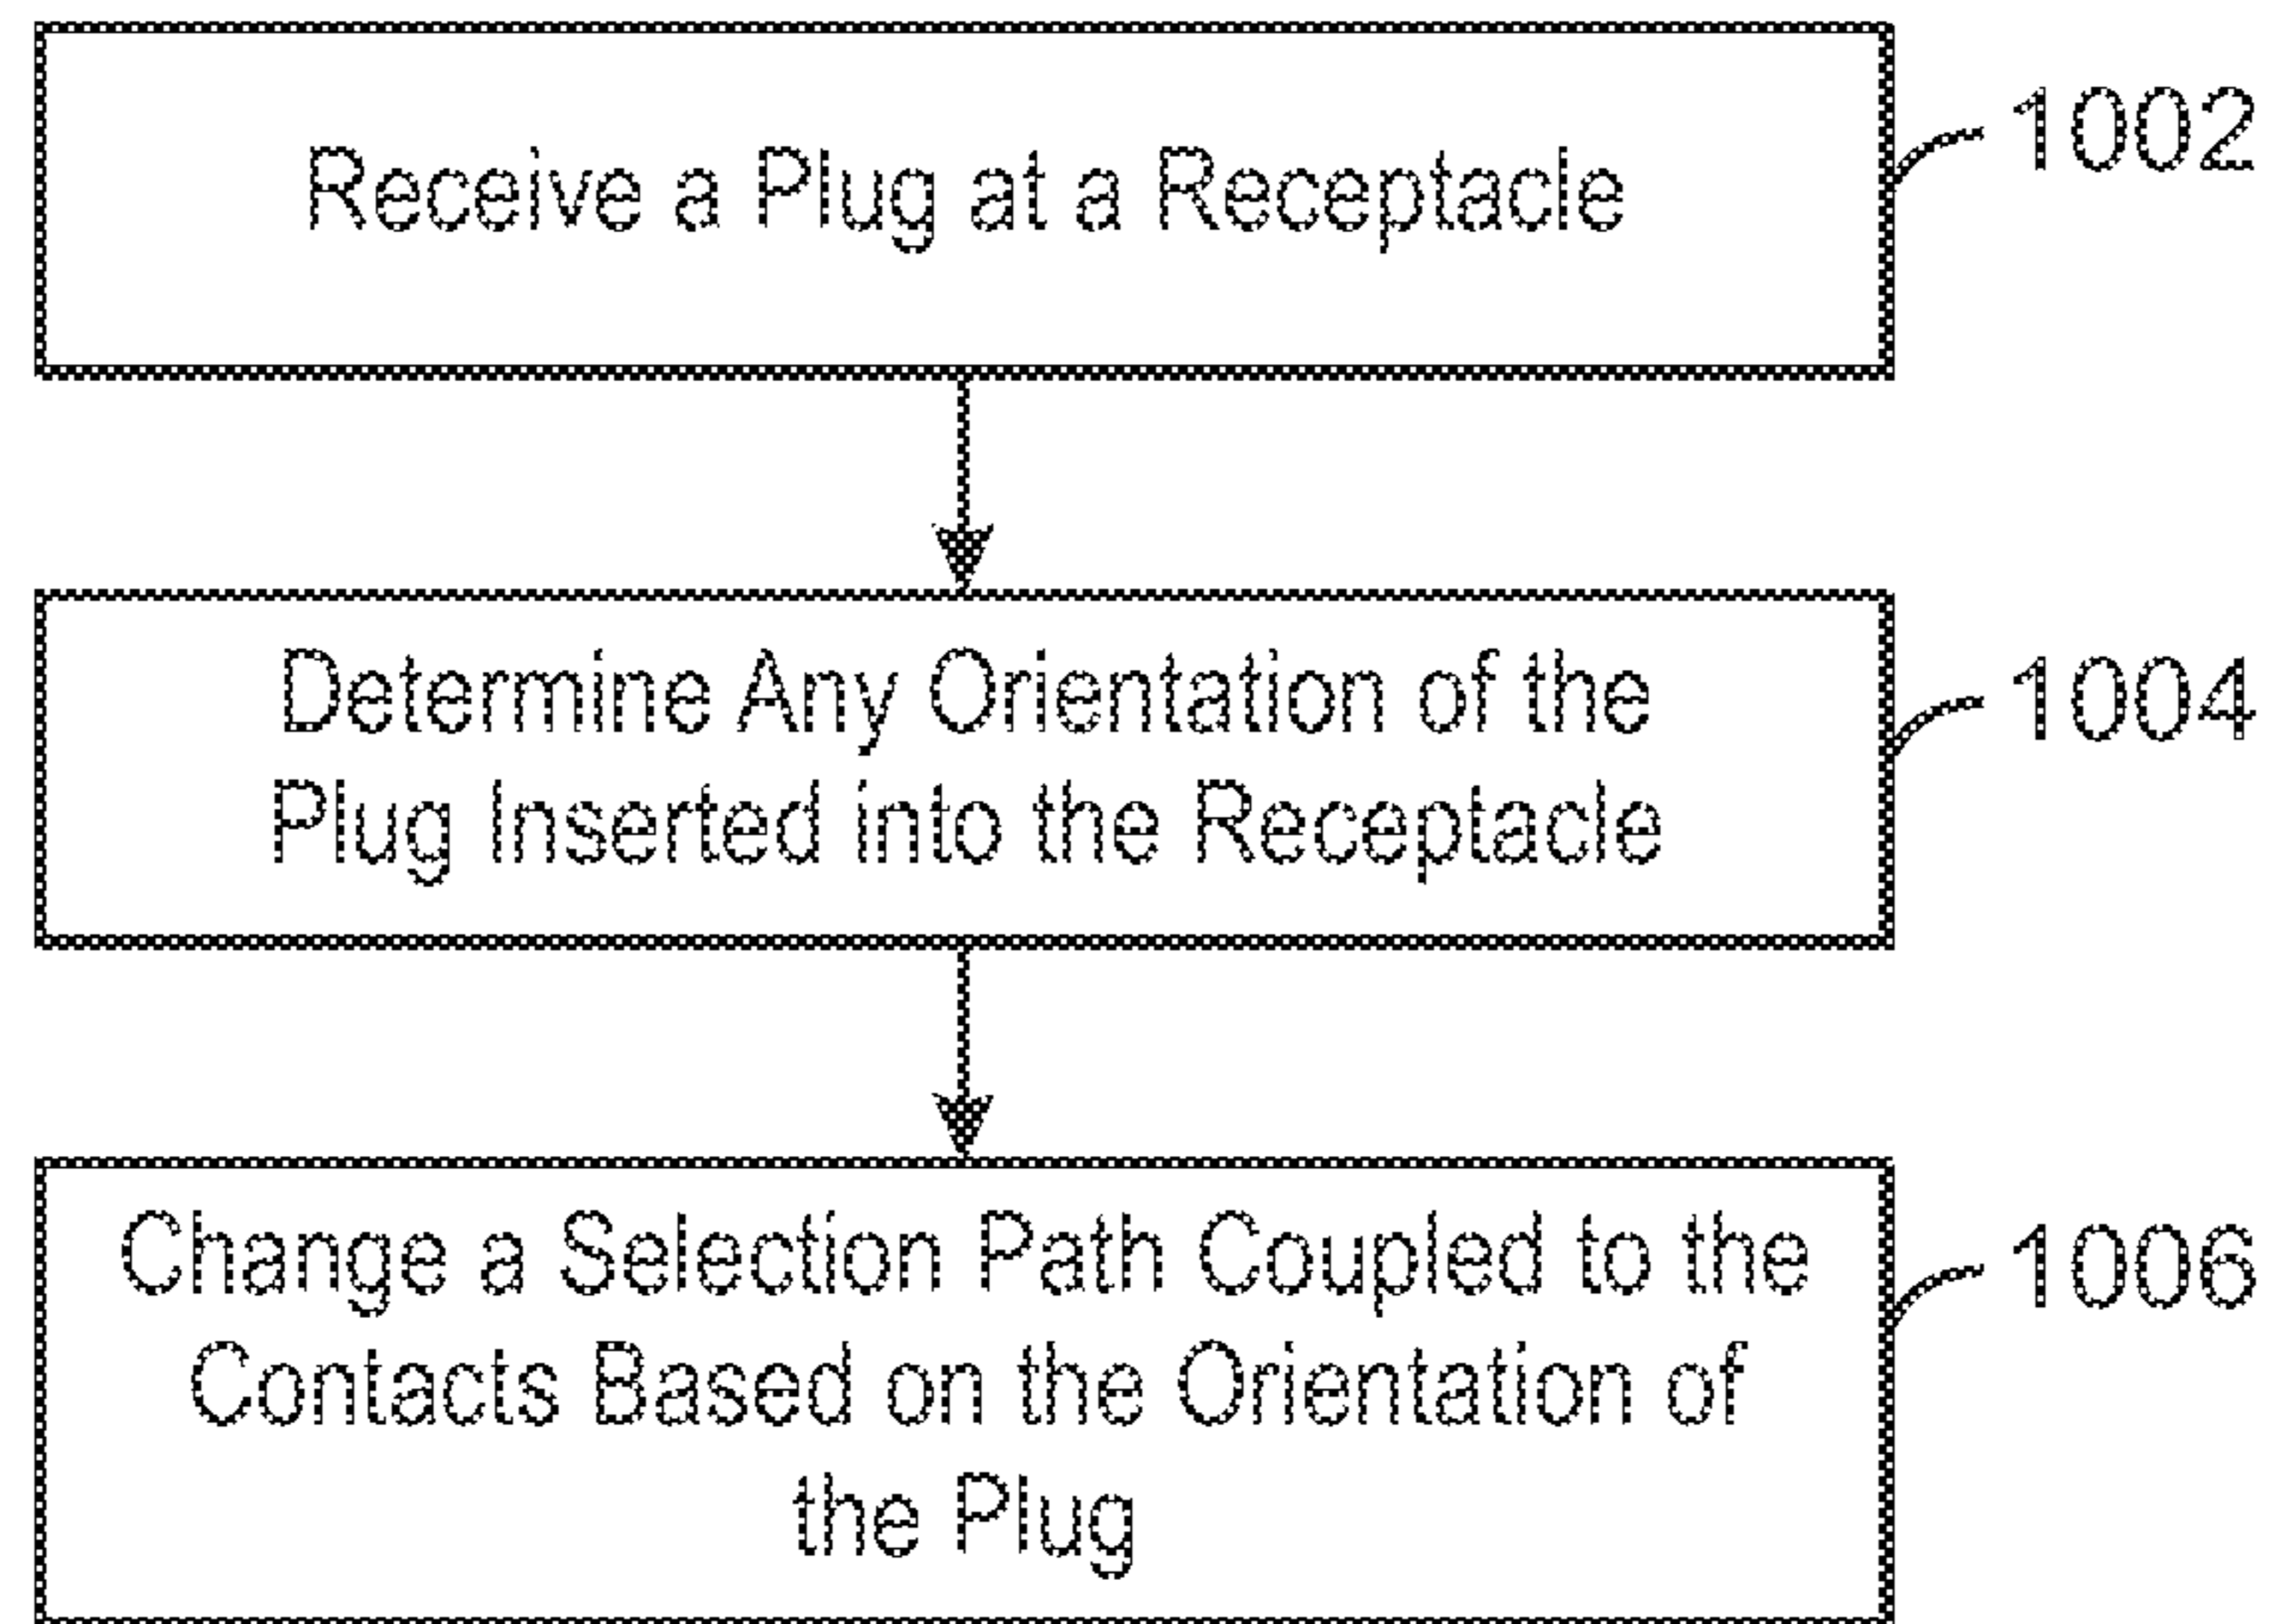 Receive a Plug at a Receptacle
1002
Determine Any Orientation of the
Plug Inserted into the Receptacle
1004
Change a Selection Path Coupled to the
Contacts Based on the Orientation of
the Plug
1006